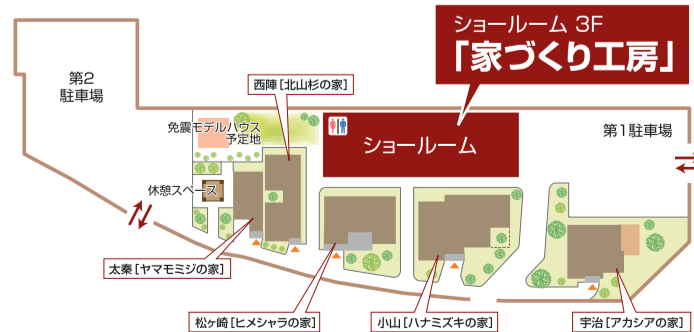 ショールーム 3F
「家づくり工房」
第2
駐車場
西陣[北山杉の家]
免震モデルハウス
予定地
ショールーム
第1駐車場
休憩スペース
太秦[ヤマモミジの家]
松ヶ崎[ヒメシャラの家]
小山[ハナミズキの家]
宇治[アカシアの家]